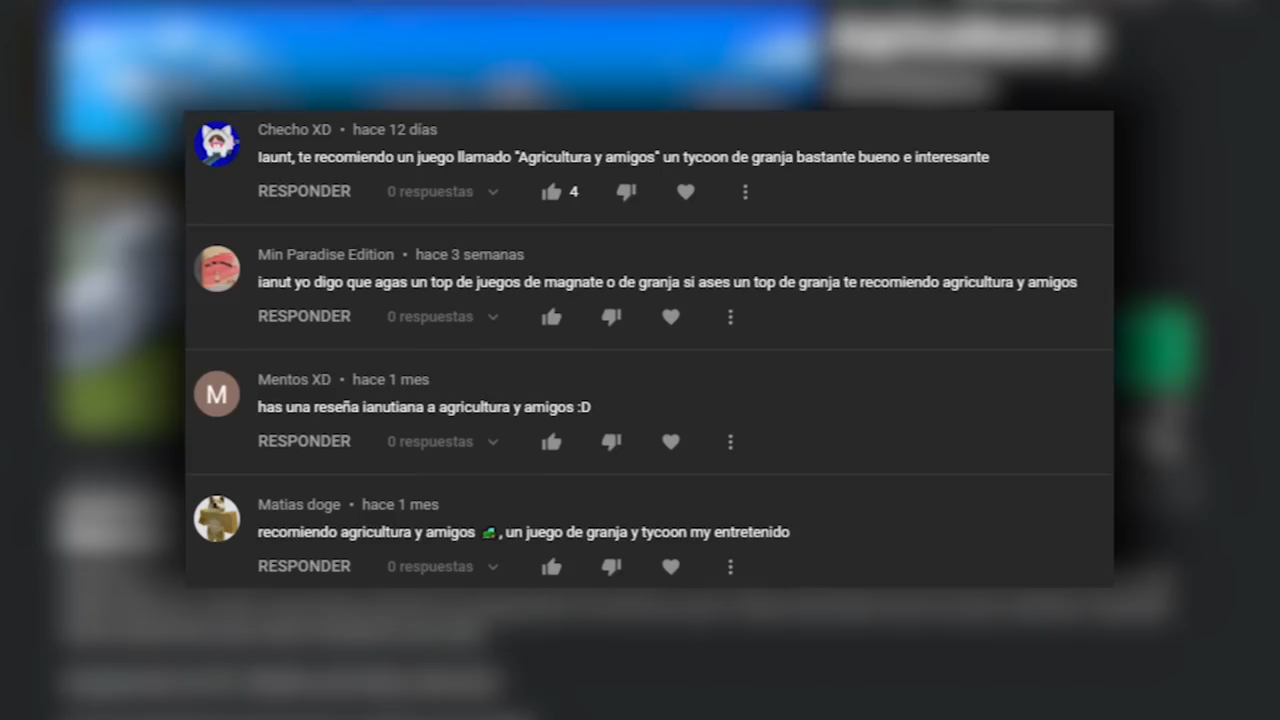 Checho XD • hace 12 días
Iaunt, te recomiendo un juego llamado "Agricultura y amigos" un tycoon de granja bastante bueno e interesante
RESPONDER 0 respuestas 4
Min Paradise Edition • hace 3 semanas
ianut yo digo que agas un top de juegos de magnate o de granja si ases un top de granja te recomiendo agricultura y amigos
RESPONDER 0 respuestas
M
Mentos XD • hace 1 mes
has una reseña ianutiana a agricultura y amigos :D
RESPONDER 0 respuestas
Matias doge • hace 1 mes
recomiendo agricultura y amigos 🚜 , un juego de granja y tycoon my entretenido
RESPONDER 0 respuestas